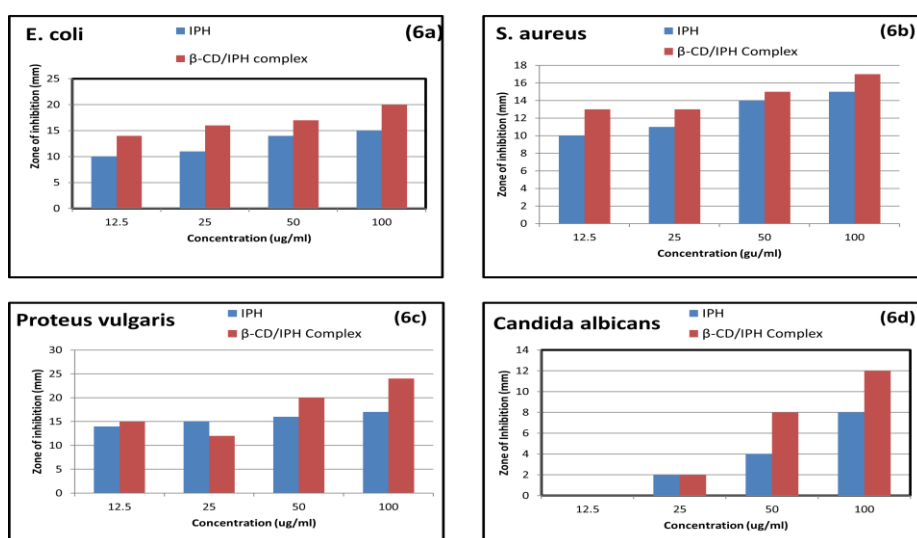 E. coli
IPH
(6a)
β-CD/IPH complex
Zone of inhibition (mm)
25
20
15
10
5
0
12.5 25 50 100
Concentration (ug/ml)
S. aureus
IPH
(6b)
β-CD/IPH complex
Zone of inhibition (mm)
18
16
14
12
10
8
6
4
2
0
12.5 25 50 100
Concentration (gu/ml)
Proteus vulgaris
IPH
(6c)
β-CD/IPH Complex
Zone of inhibition (mm)
30
25
20
15
10
5
0
12.5 25 50 100
Concentration (ug/ml)
Candida albicans
IPH
(6d)
β-CD/IPH Complex
Zone of Inhibition (mm)
14
12
10
8
6
4
2
0
12.5 25 50 100
Concentration (ug/ml)